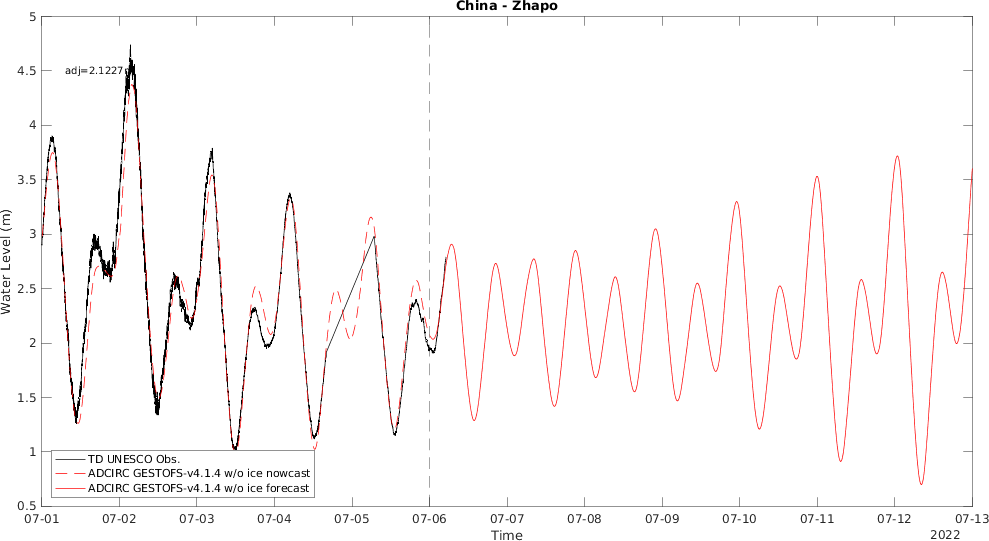 China - Zhapo
5
4.5
4
3.5
3
2.5
2
1.5
1
0.5
Water Level (m)
adj=2.1227
TD UNESCO Obs.
ADCIRC GESTOFS-v4.1.4 w/o ice nowcast
ADCIRC GESTOFS-v4.1.4 w/o ice forecast
07-01 07-02 07-03 07-04 07-05 07-06 07-07 07-08 07-09 07-10 07-11 07-12 07-13
Time
2022